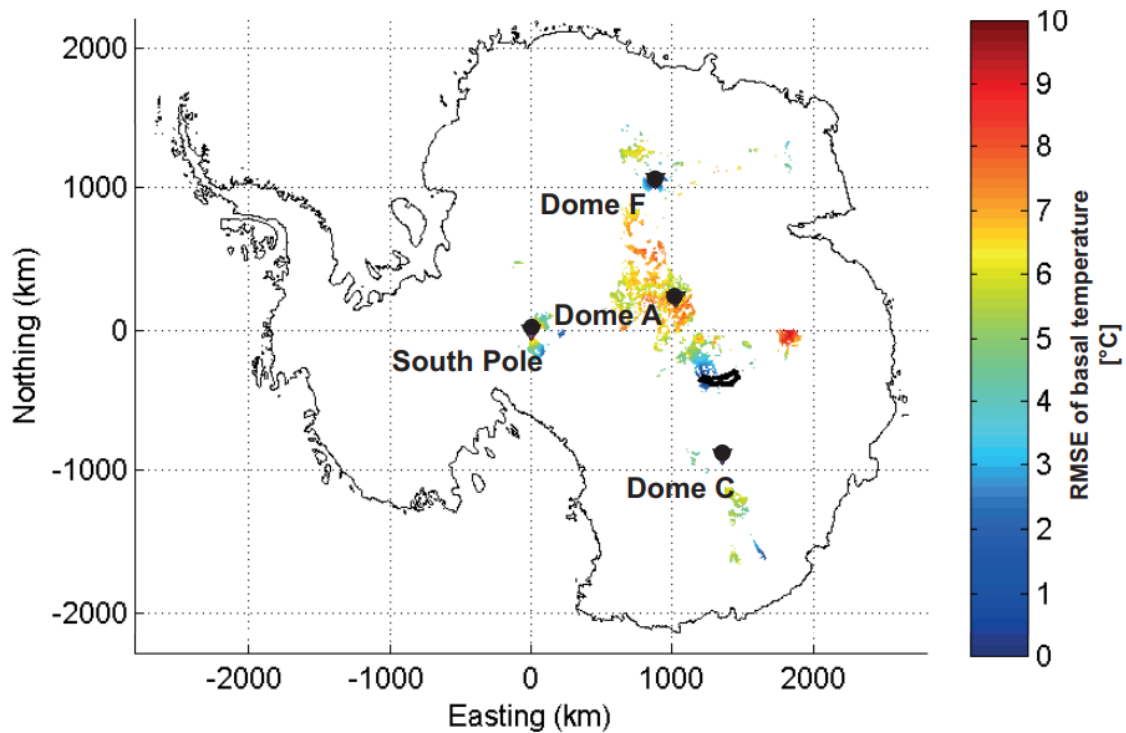 2000
1000
0
-1000
-2000
Northing (km)
-2000
-1000
0
1000
2000
Easting (km)
Dome F
Dome A
South Pole
Dome C
10
9
8
7
6
5
4
3
2
1
0
RMSE of basal temperature
[°C]